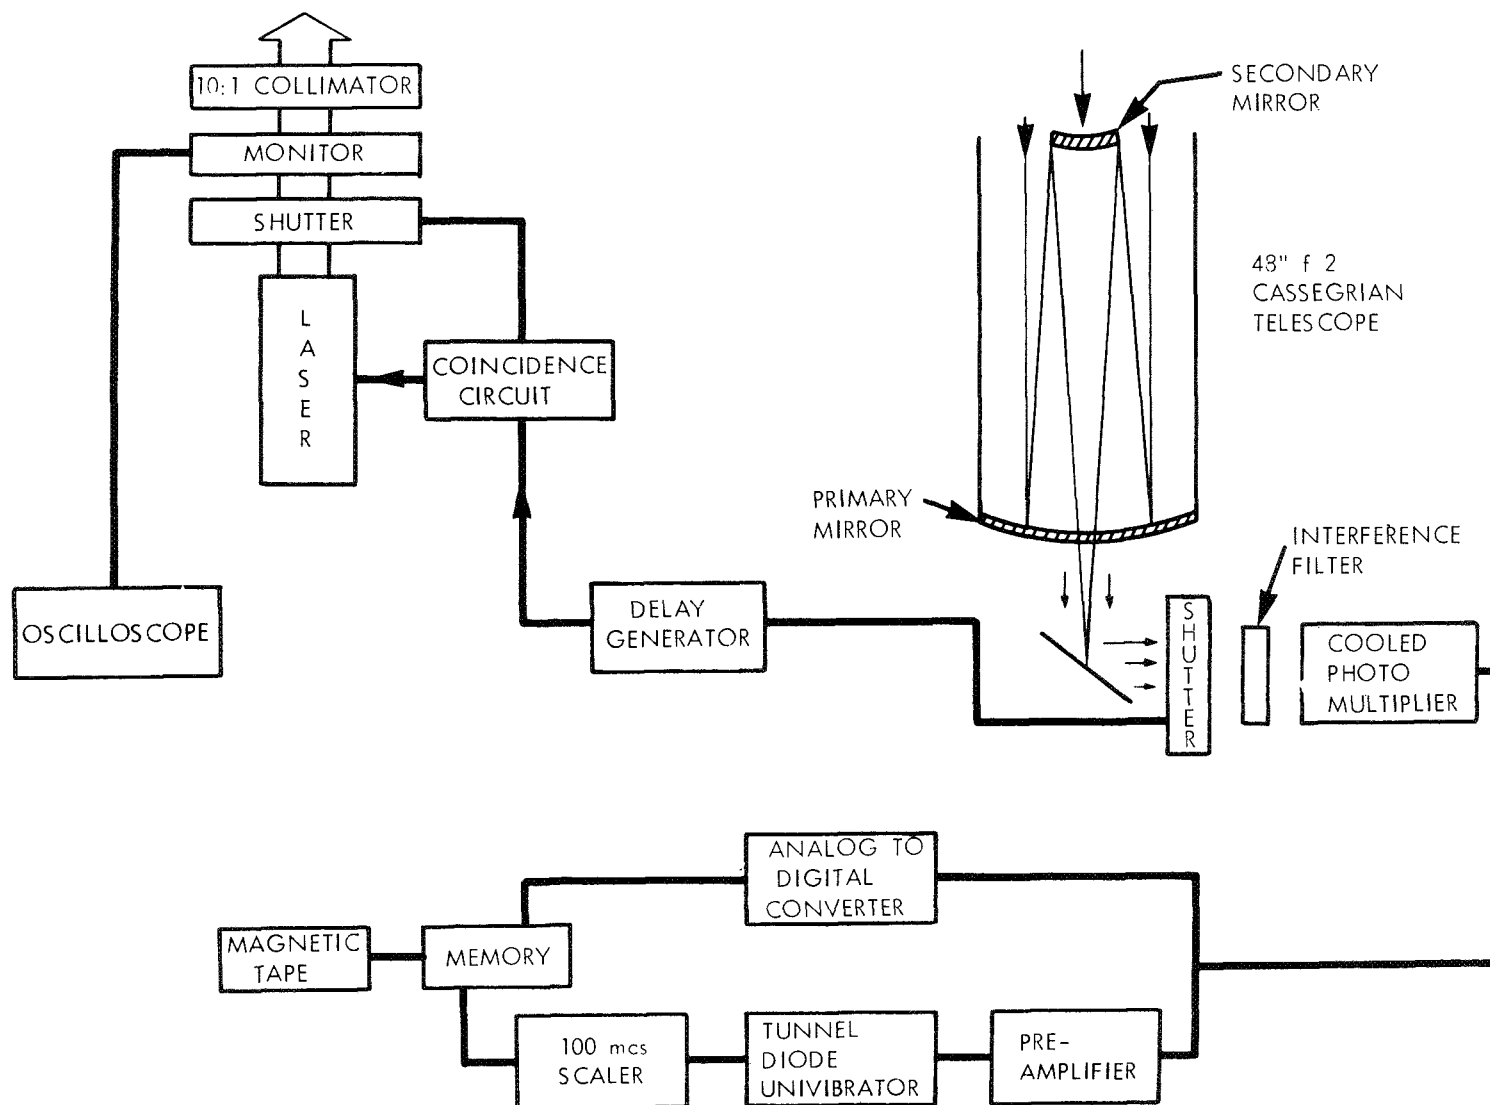 10:1 COLLIMATOR
MONITOR
SHUTTER
L
A
S
E
R
COINCIDENCE
CIRCUIT
OSCILLOSCOPE
DELAY
GENERATOR
SECONDARY
MIRROR
48" f 2
CASSEGRIAN
TELESCOPE
PRIMARY
MIRROR
INTERFERENCE
FILTER
S
H
U
T
T
E
R
COOLED
PHOTO
MULTIPLIER
ANALOG TO
DIGITAL
CONVERTER
MAGNETIC
TAPE
MEMORY
100 mcs
SCALER
TUNNEL
DIODE
UNIVIBRATOR
PRE-
AMPLIFIER